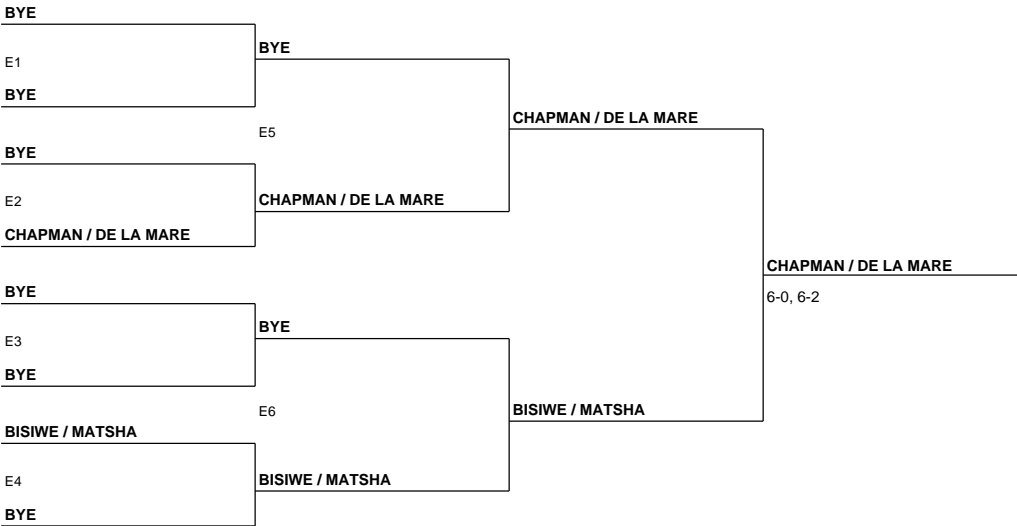 BYE
BYE
E1
BYE
CHAPMAN / DE LA MARE
E5
BYE
E2
CHAPMAN / DE LA MARE
CHAPMAN / DE LA MARE
CHAPMAN / DE LA MARE
BYE
6-0, 6-2
BYE
E3
BYE
E6
BISIWE / MATSHA
BISIWE / MATSHA
E4
BISIWE / MATSHA
BYE